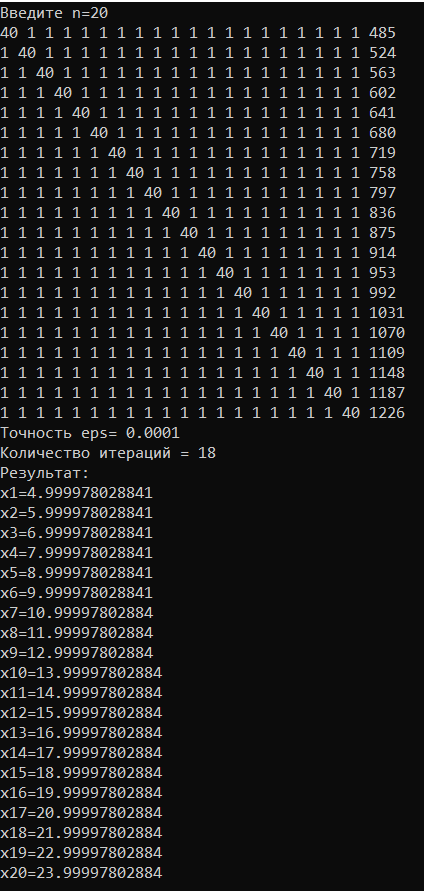 Введите n=20
40 1 1 1 1 1 1 1 1 1 1 1 1 1 1 1 1 1 1 1 485
1 40 1 1 1 1 1 1 1 1 1 1 1 1 1 1 1 1 1 1 524
1 1 40 1 1 1 1 1 1 1 1 1 1 1 1 1 1 1 1 1 563
1 1 1 40 1 1 1 1 1 1 1 1 1 1 1 1 1 1 1 1 602
1 1 1 1 40 1 1 1 1 1 1 1 1 1 1 1 1 1 1 1 641
1 1 1 1 1 40 1 1 1 1 1 1 1 1 1 1 1 1 1 1 680
1 1 1 1 1 1 40 1 1 1 1 1 1 1 1 1 1 1 1 1 719
1 1 1 1 1 1 1 40 1 1 1 1 1 1 1 1 1 1 1 1 758
1 1 1 1 1 1 1 1 40 1 1 1 1 1 1 1 1 1 1 1 797
1 1 1 1 1 1 1 1 1 40 1 1 1 1 1 1 1 1 1 1 836
1 1 1 1 1 1 1 1 1 1 40 1 1 1 1 1 1 1 1 1 875
1 1 1 1 1 1 1 1 1 1 1 40 1 1 1 1 1 1 1 1 914
1 1 1 1 1 1 1 1 1 1 1 1 40 1 1 1 1 1 1 1 953
1 1 1 1 1 1 1 1 1 1 1 1 1 40 1 1 1 1 1 1 992
1 1 1 1 1 1 1 1 1 1 1 1 1 1 40 1 1 1 1 1 1031
1 1 1 1 1 1 1 1 1 1 1 1 1 1 1 40 1 1 1 1 1070
1 1 1 1 1 1 1 1 1 1 1 1 1 1 1 1 40 1 1 1 1109
1 1 1 1 1 1 1 1 1 1 1 1 1 1 1 1 1 40 1 1 1148
1 1 1 1 1 1 1 1 1 1 1 1 1 1 1 1 1 1 40 1 1187
1 1 1 1 1 1 1 1 1 1 1 1 1 1 1 1 1 1 1 40 1226
Точность eps= 0.0001
Количество итераций = 18
Результат:
x1=4.999978028841
x2=5.999978028841
x3=6.999978028841
x4=7.999978028841
x5=8.999978028841
x6=9.999978028841
x7=10.99997802884
x8=11.99997802884
x9=12.99997802884
x10=13.99997802884
x11=14.99997802884
x12=15.99997802884
x13=16.99997802884
x14=17.99997802884
x15=18.99997802884
x16=19.99997802884
x17=20.99997802884
x18=21.99997802884
x19=22.99997802884
x20=23.99997802884